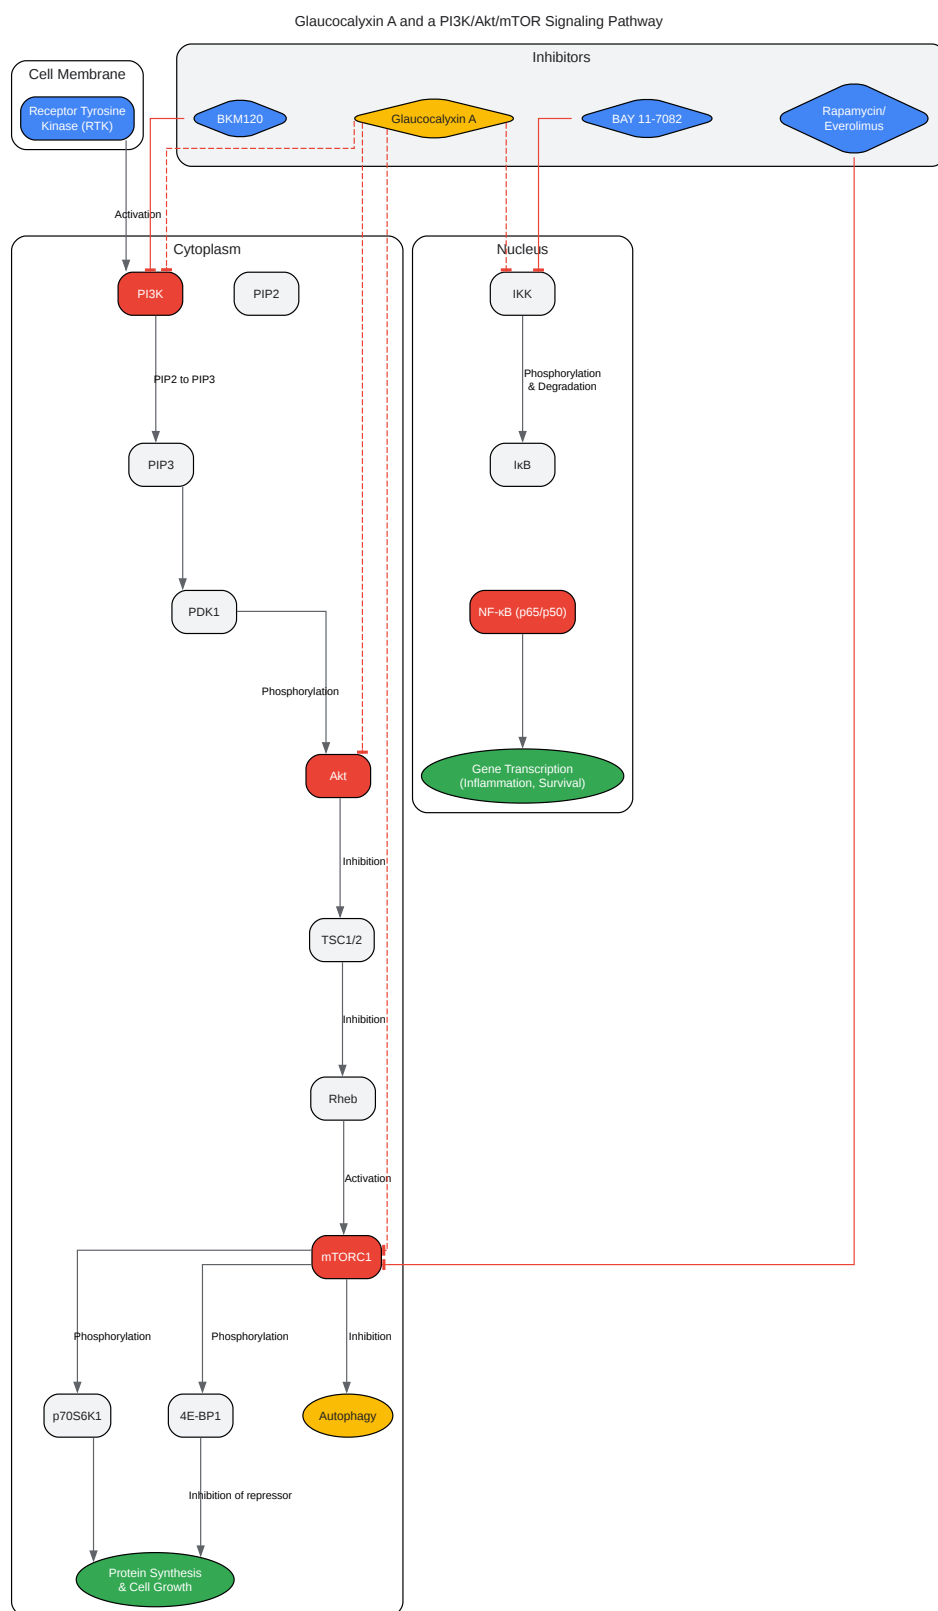 Glaucocalyxin A and a PI3K/Akt/mTOR Signaling Pathway
Inhibitors
Cell Membrane
Receptor Tyrosine
Kinase (RTK)
BKM120
Glaucocalyxin A
BAY 11-7082
Rapamycin/
Everolimus
Activation
Cytoplasm
Nucleus
PI3K
PIP2
IKK
PIP2 to PIP3
Phosphorylation
& Degradation
PIP3
IκB
PDK1
NF-κB (p65/p50)
Phosphorylation
Akt
Gene Transcription
(Inflammation, Survival)
Inhibition
TSC1/2
Inhibition
Rheb
Activation
mTORC1
Phosphorylation
Phosphorylation
Inhibition
p70S6K1
4E-BP1
Autophagy
Inhibition of repressor
Protein Synthesis
& Cell Growth